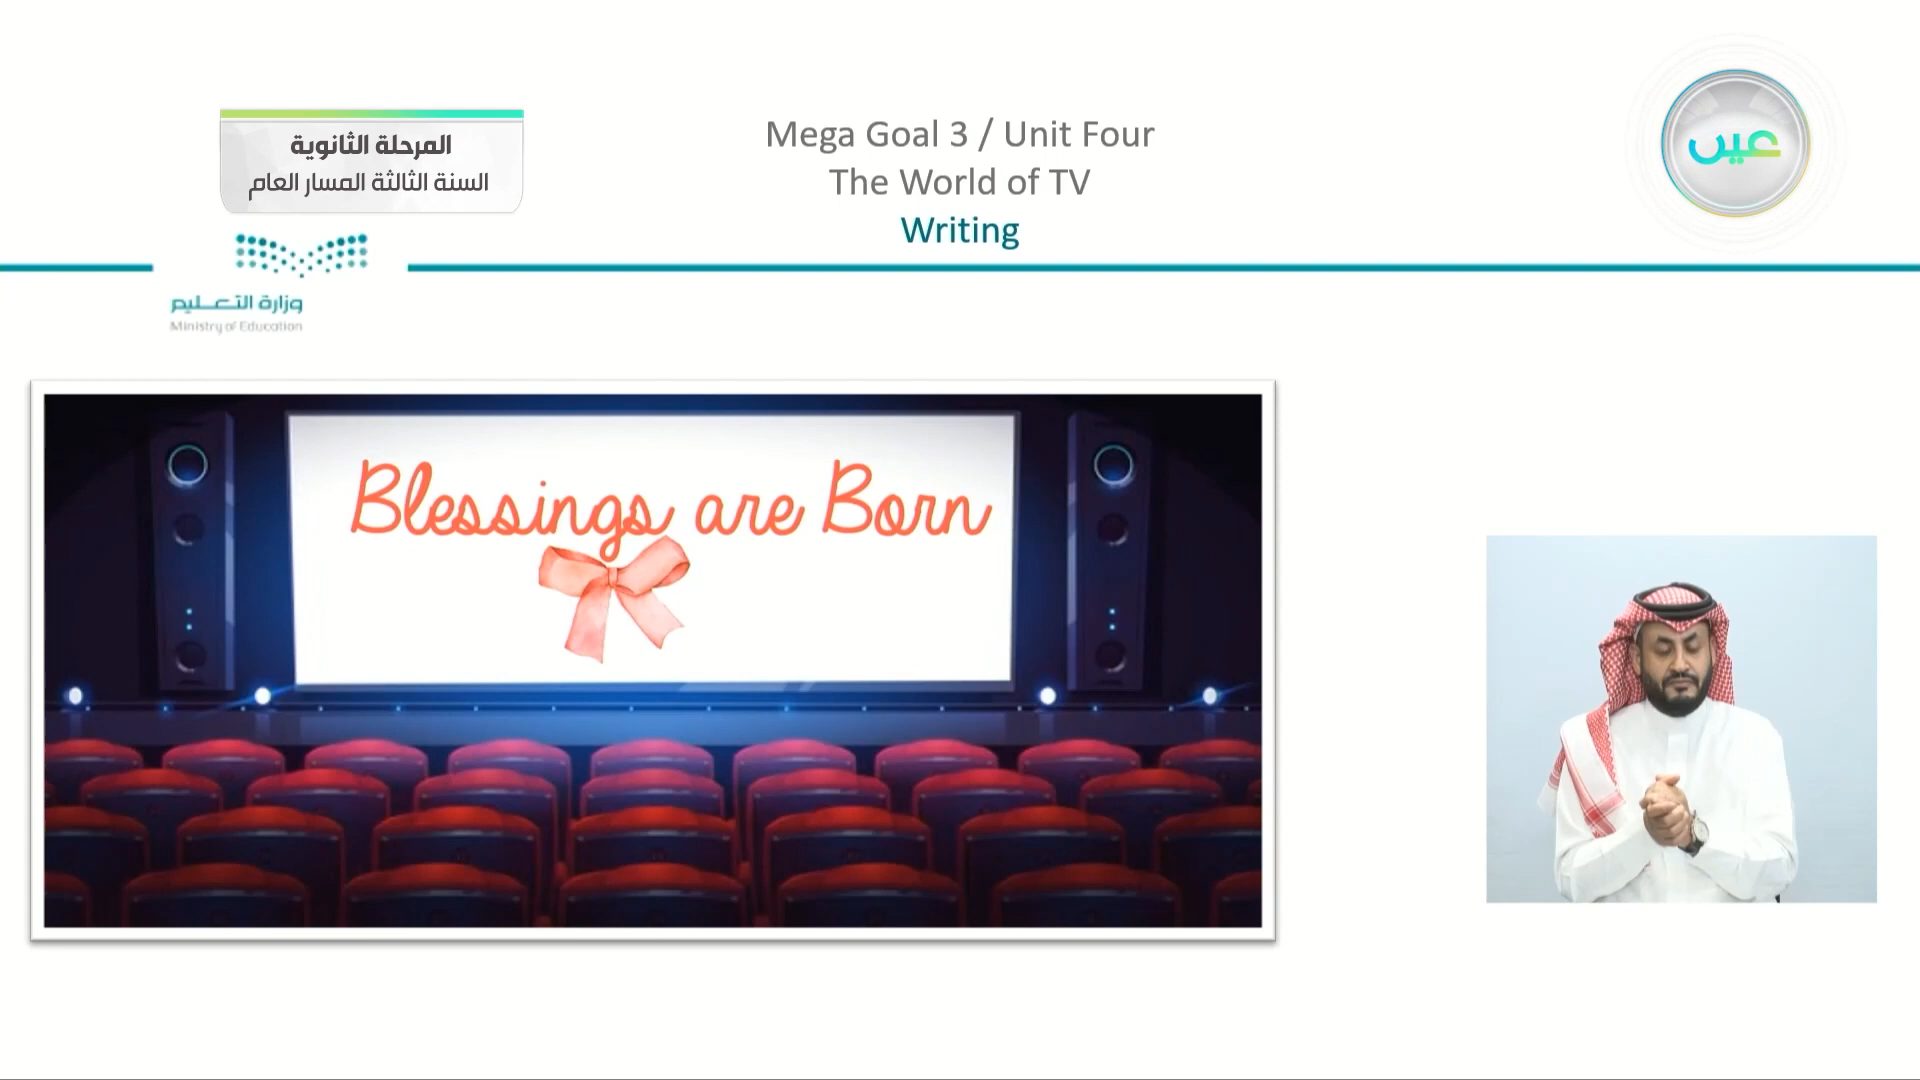 المرحلة الثانوية
السنة الثالثة المسار العام
Mega Goal 3 / Unit Four
The World of TV
Writing
عين
وزارة التعليم
Ministry of Education
Blessings are Born